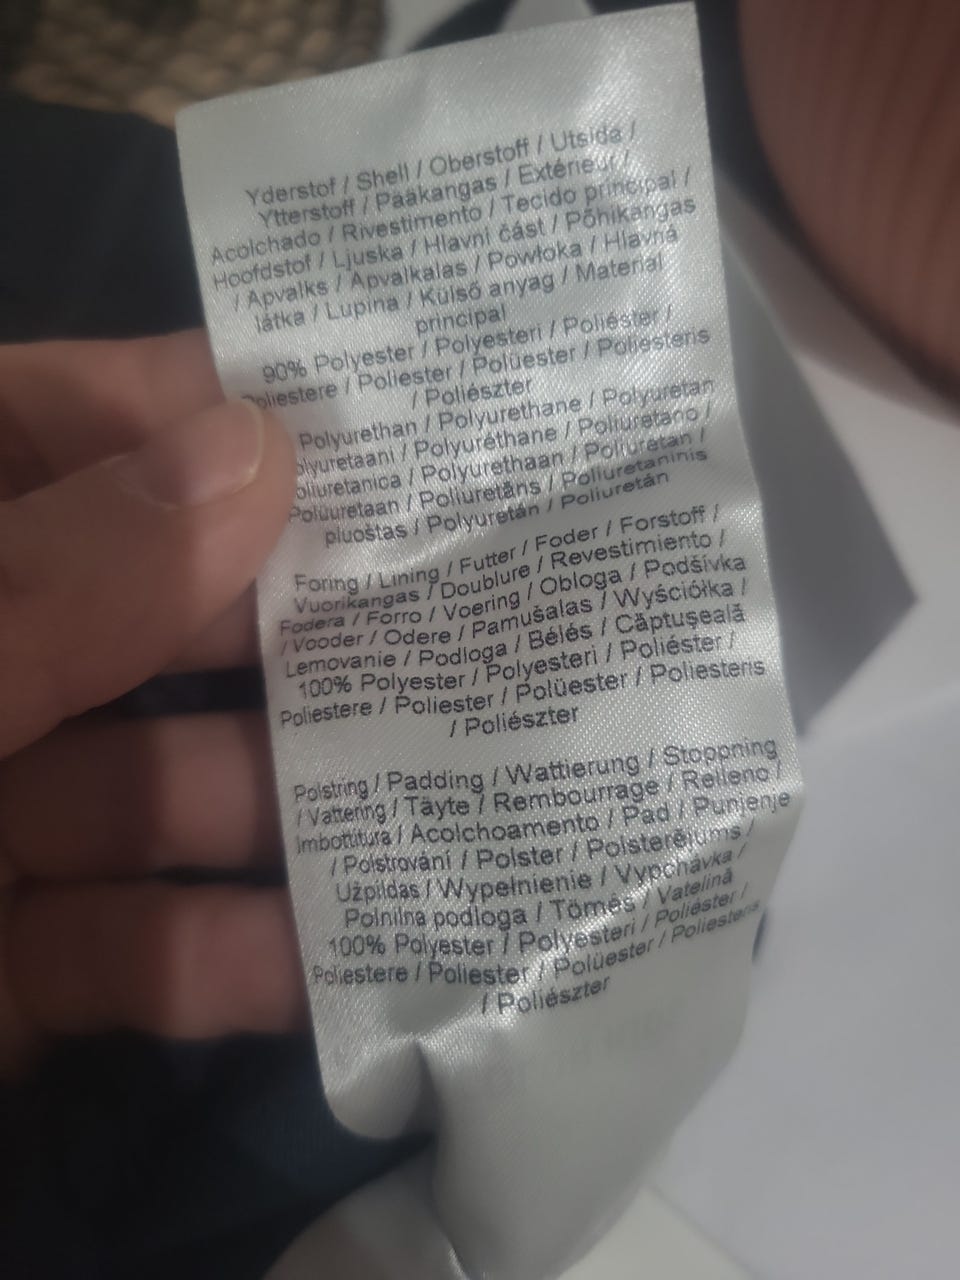 Yderstof / Shell / Oberstoff / Utsida /
Ytterstoff / Pääkangas / Extérieur /
Acolchado / Rivestimento / Tecido principal /
Hoofdstof / Ljuska / Hlavní část / Põhikangas
/ Apvalks / Apvalkalas / Powłoka / Hlavná
látka / Lupina / Külső anyag / Material
principal
90% Polyester / Polyesteri / Poliéster /
Poliestere / Poliester / Polüester / Poliesteris
/ Poliészter
Polyurethan / Polyurethane / Polyuretan
olyuretaani / Polyuréthane / Poliuretano /
oliuretanica / Polyurethaan / Poliuretan /
Polüuretaan / Poliuretāns / Poliuretaninis
pluoštas / Polyuretán / Poliuretán
Foring / Lining / Futter / Foder / Forstoff /
Vuorikangas / Doublure / Revestimiento /
Fodera / Forro / Voering / Obloga / Podšívka
/ Vooder / Odere / Pamušalas / Wyściółka /
Lemovanie / Podloga / Bélés / Căptuşeală
100% Polyester / Polyesteri / Poliéster /
Poliestere / Poliester / Polüester / Poliesteris
/ Poliészter
Polstring / Padding / Wattierung / Stoppning
/ Vattering / Täyte / Rembourrage / Relleno /
Imbottitura / Acolchoamento / Pad / Punjenje
/ Polstrování / Polster / Polsterējums /
Užpildas / Wypełnienie / Vypchávka /
Polnilna podloga / Tömés / Vatelină
100% Polyester / Polyesteri / Poliéster /
Poliestere / Poliester / Polüester / Poliesteris
/ Poliészter